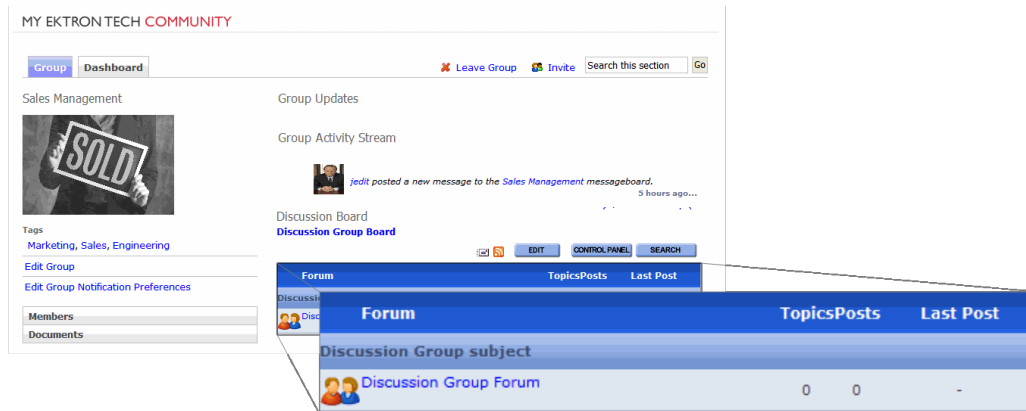 MY EKTRON TECH COMMUNITY
Group Dashboard
Leave Group Invite Search this section Go
Sales Management
SOLD
Tags
Marketing, Sales, Engineering
Edit Group
Edit Group Notification Preferences
Members
Documents
Group Updates
Group Activity Stream
jedit posted a new message to the Sales Management messageboard.
5 hours ago...
Discussion Board
Discussion Group Board
EDIT CONTROL PANEL SEARCH
Forum TopicsPosts Last Post
Discussi
Disc
Forum TopicsPosts Last Post
Discussion Group subject
Discussion Group Forum 0 0 -